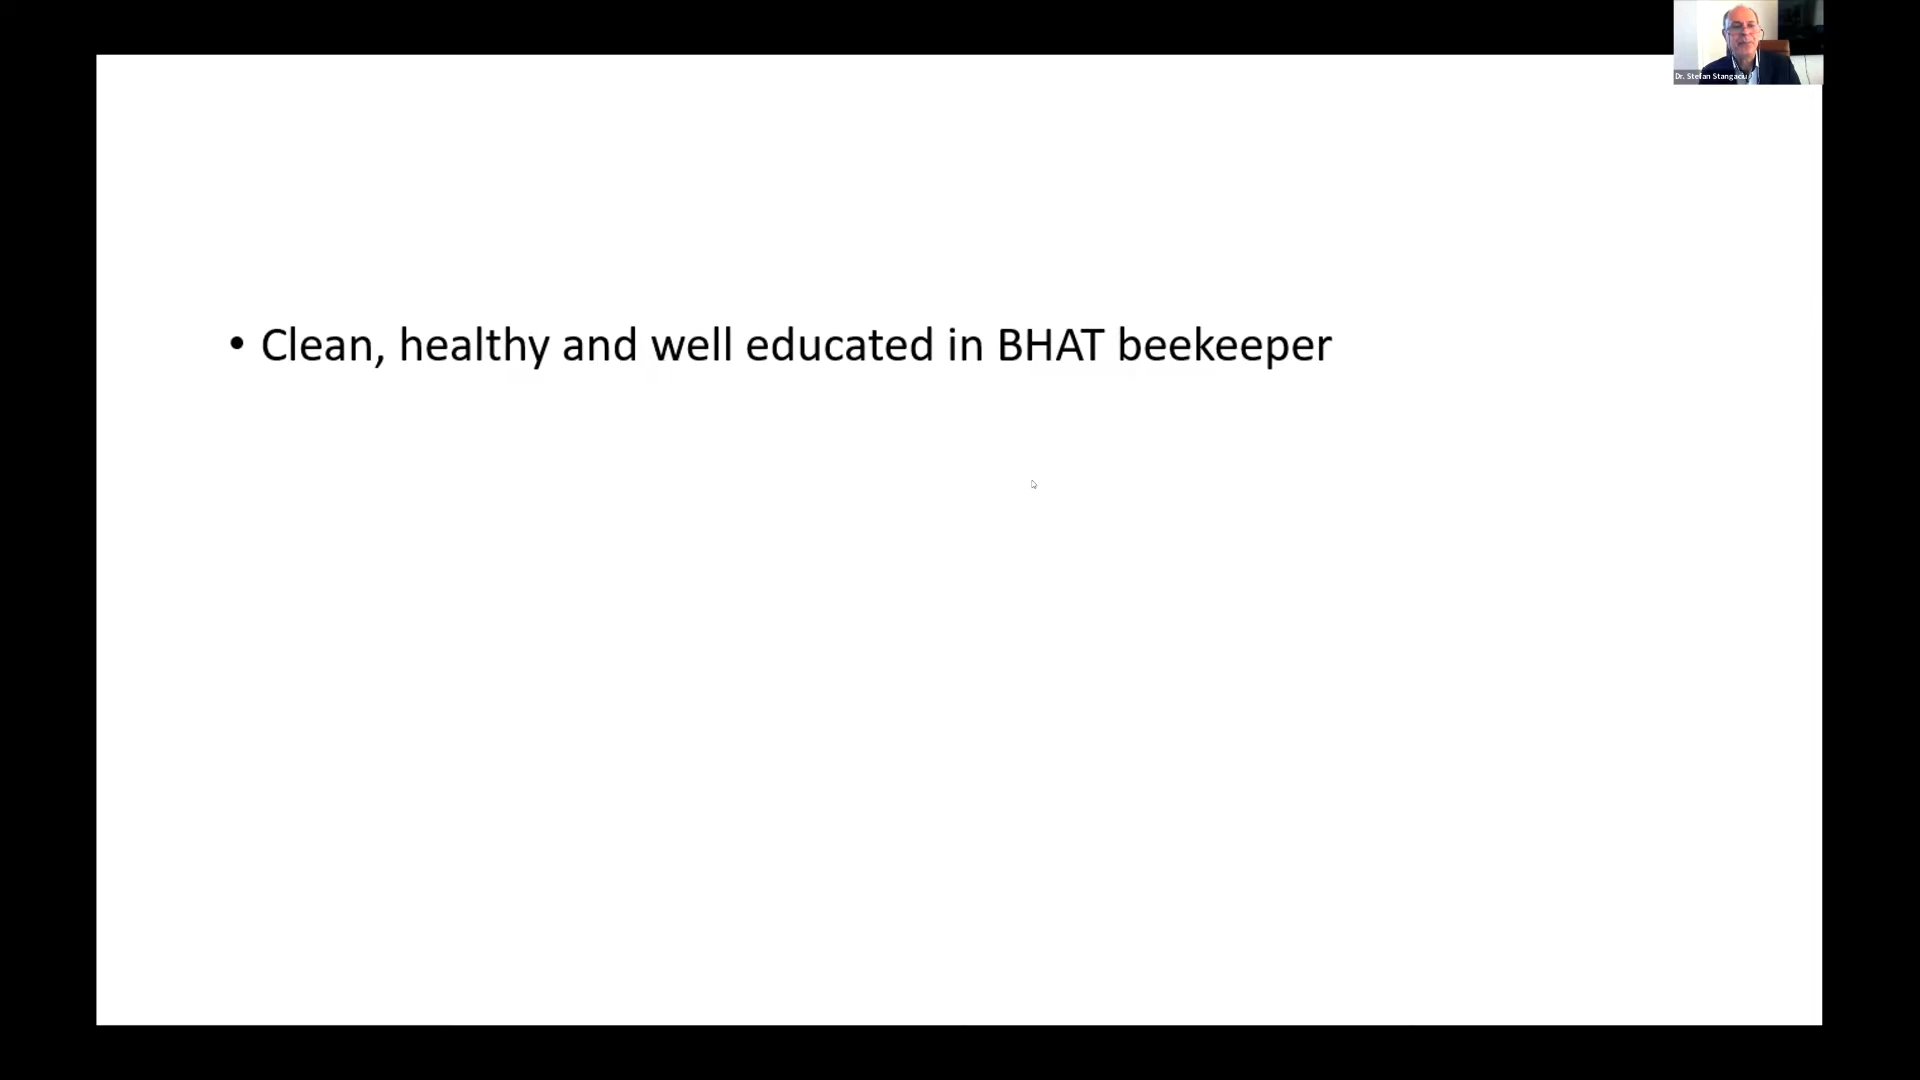 Dr. Stefan Stangaciu
• Clean, healthy and well educated in BHAT beekeeper